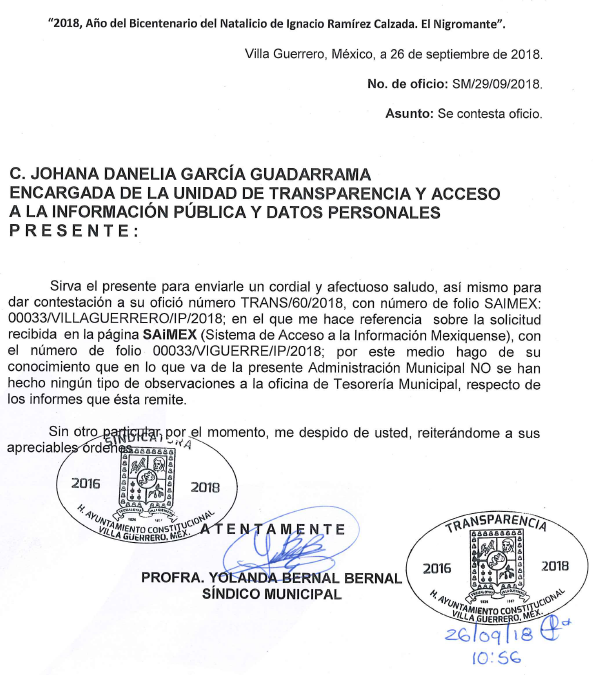 “2018, Año del Bicentenario del Natalicio de Ignacio Ramírez Calzada. El Nigromante”.
Villa Guerrero, México, a 26 de septiembre de 2018.
No. de oficio: SM/29/09/2018.
Asunto: Se contesta oficio.
C. JOHANA DANELIA GARCÍA GUADARRAMA
ENCARGADA DE LA UNIDAD DE TRANSPARENCIA Y ACCESO
A LA INFORMACIÓN PÚBLICA Y DATOS PERSONALES
P R E S E N T E :
Sirva el presente para enviarle un cordial y afectuoso saludo, así mismo para
dar contestación a su ofició número TRANS/60/2018, con número de folio SAIMEX:
00033/VILLAGUERRERO/IP/2018; en el que me hace referencia sobre la solicitud
recibida en la página SAiMEX (Sistema de Acceso a la Información Mexiquense), con
el número de folio 00033/VIGUERRE/IP/2018; por este medio hago de su
conocimiento que en lo que va de la presente Administración Municipal NO se han
hecho ningún tipo de observaciones a la oficina de Tesorería Municipal, respecto de
los informes que ésta remite.
Sin otro particular por el momento, me despido de usted, reiterándome a sus
apreciables órdenes.
SINDICATURA
2016 2018
H. AYUNTAMIENTO CONSTITUCIONAL
VILLA GUERRERO, MÉX.
A T E N T A M E N T E
PROFRA. YOLANDA BERNAL BERNAL
SÍNDICO MUNICIPAL
TRANSPARENCIA
2016 2018
H. AYUNTAMIENTO CONSTITUCIONAL
VILLA GUERRERO, MÉX.
26/09/18
10:56